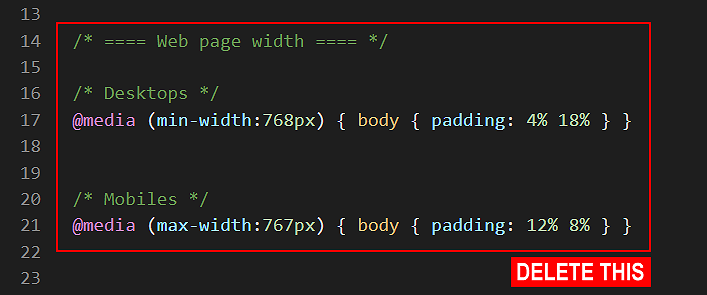 13
14 /* ==== Web page width ==== */
15
16 /* Desktops */
17 @media (min-width:768px) { body { padding: 4% 18% } }
18
19
20 /* Mobiles */
21 @media (max-width:767px) { body { padding: 12% 8% } }
22
23
DELETE THIS